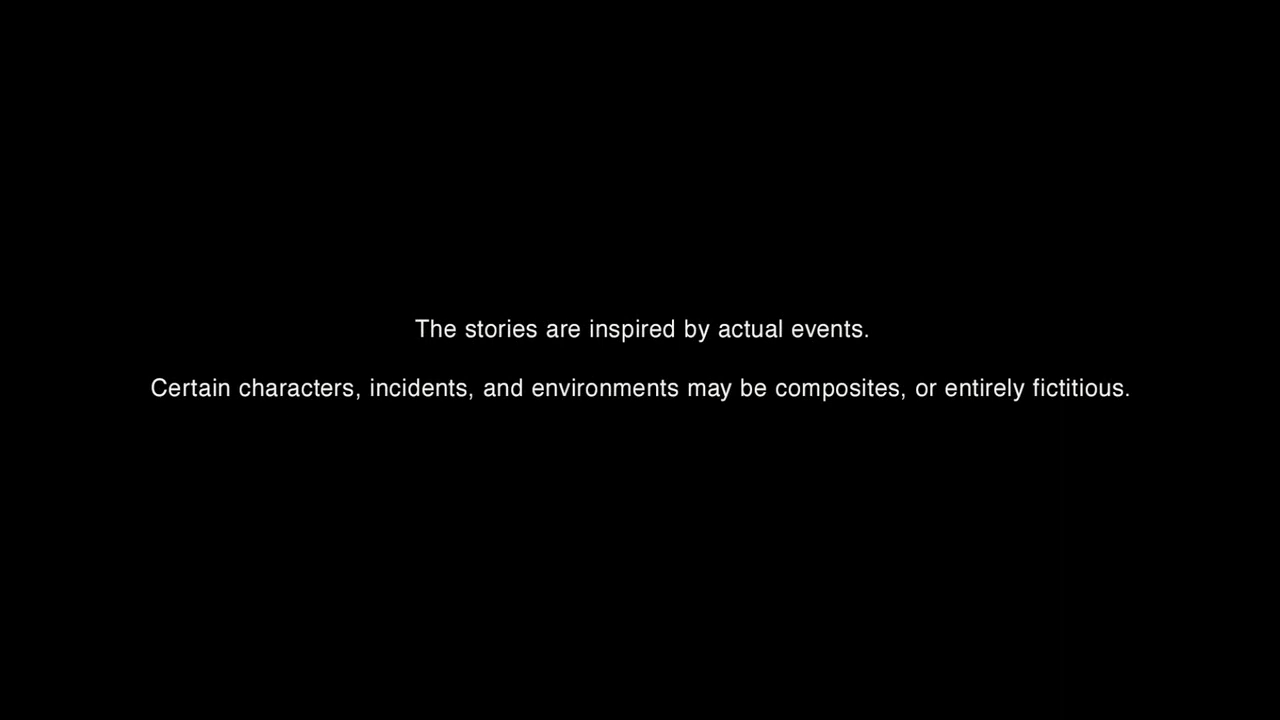 The stories are inspired by actual events.
Certain characters, incidents, and environments may be composites, or entirely fictitious.